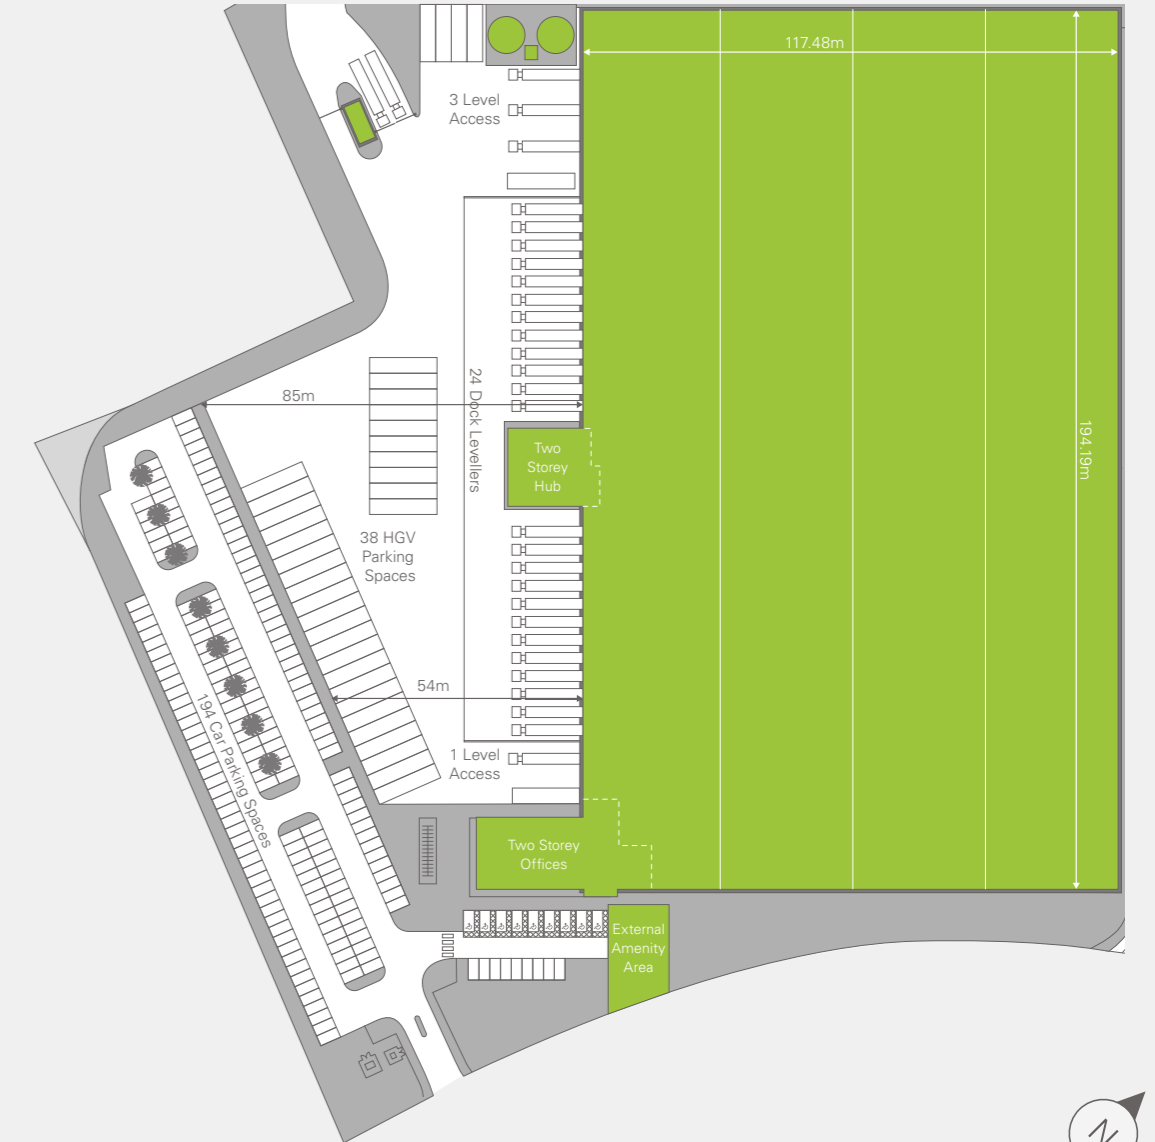 117.48m
3 Level
Access
85m
24 Dock Levellers
194.19m
Two
Storey
Hub
38 HGV
Parking
Spaces
54m
194 Car Parking Spaces
1 Level
Access
Two Storey
Offices
External
Amenity
Area
N